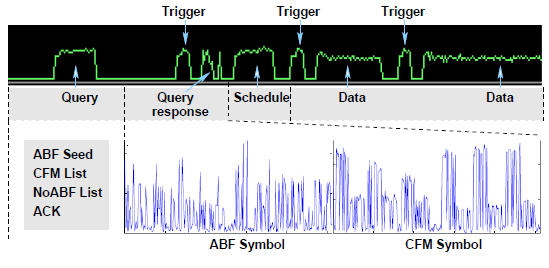 Trigger Trigger Trigger
Query Query response Schedule Data Data
ABF Seed
CFM List
NoABF List
ACK
ABF Symbol CFM Symbol